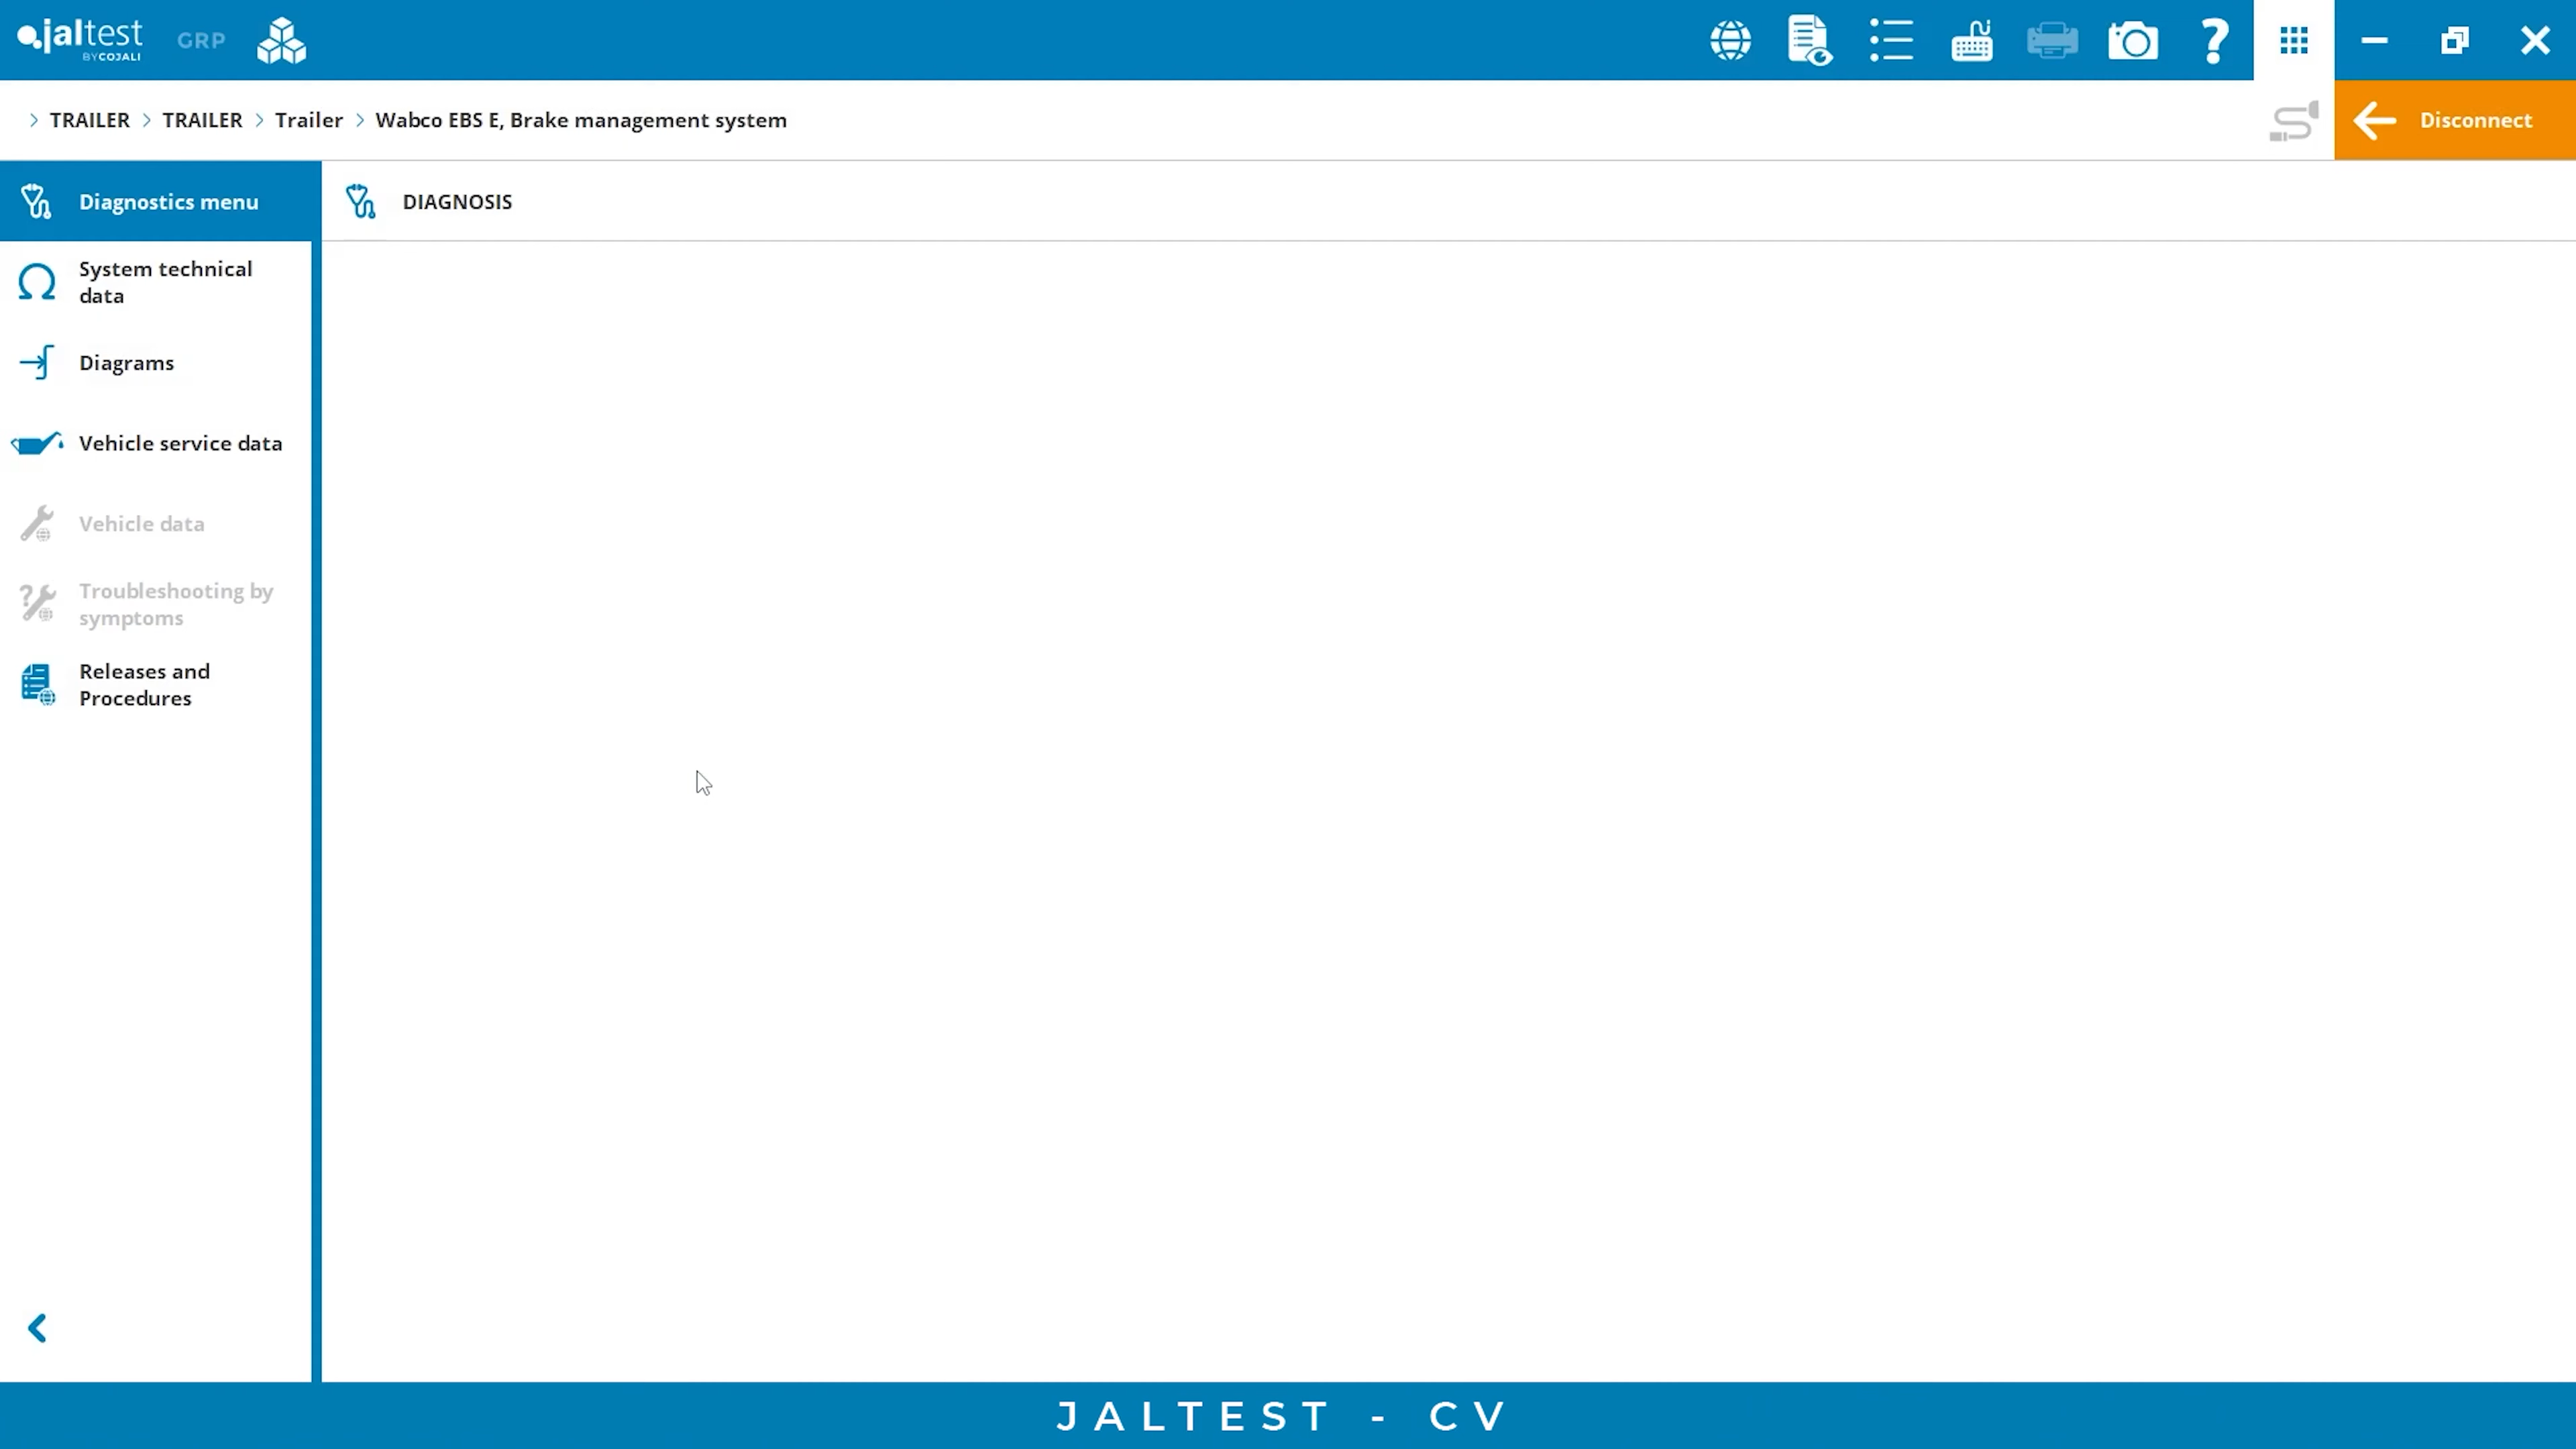 jaltest
BY COJALI
GRP
TRAILER
TRAILER
Trailer
Wabco EBS E, Brake management system
Disconnect
Diagnostics menu
DIAGNOSIS
System technical
data
Diagrams
Vehicle service data
Vehicle data
Troubleshooting by
symptoms
Releases and
Procedures
JALTEST - CV